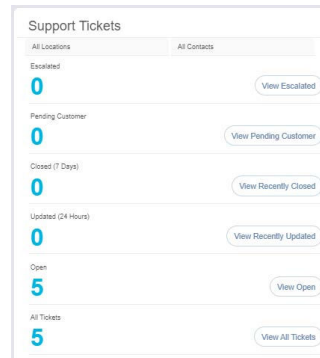 Support Tickets
All Locations All Contacts
Escalated
0 View Escalated
Pending Customer
0 View Pending Customer
Closed (7 Days)
0 View Recently Closed
Updated (24 Hours)
0 View Recently Updated
Open
5 View Open
All Tickets
5 View All Tickets